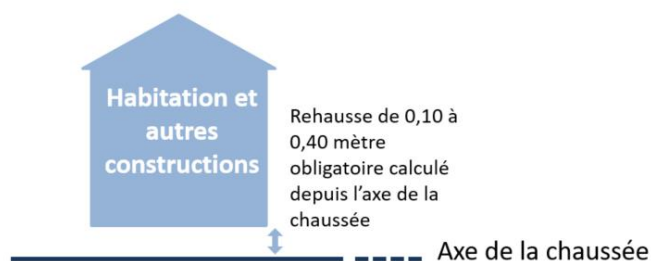 Habitation et
autres
constructions
Rehausse de 0,10 à
0,40 mètre
obligatoire calculé
depuis l'axe de la
chaussée
Axe de la chaussée